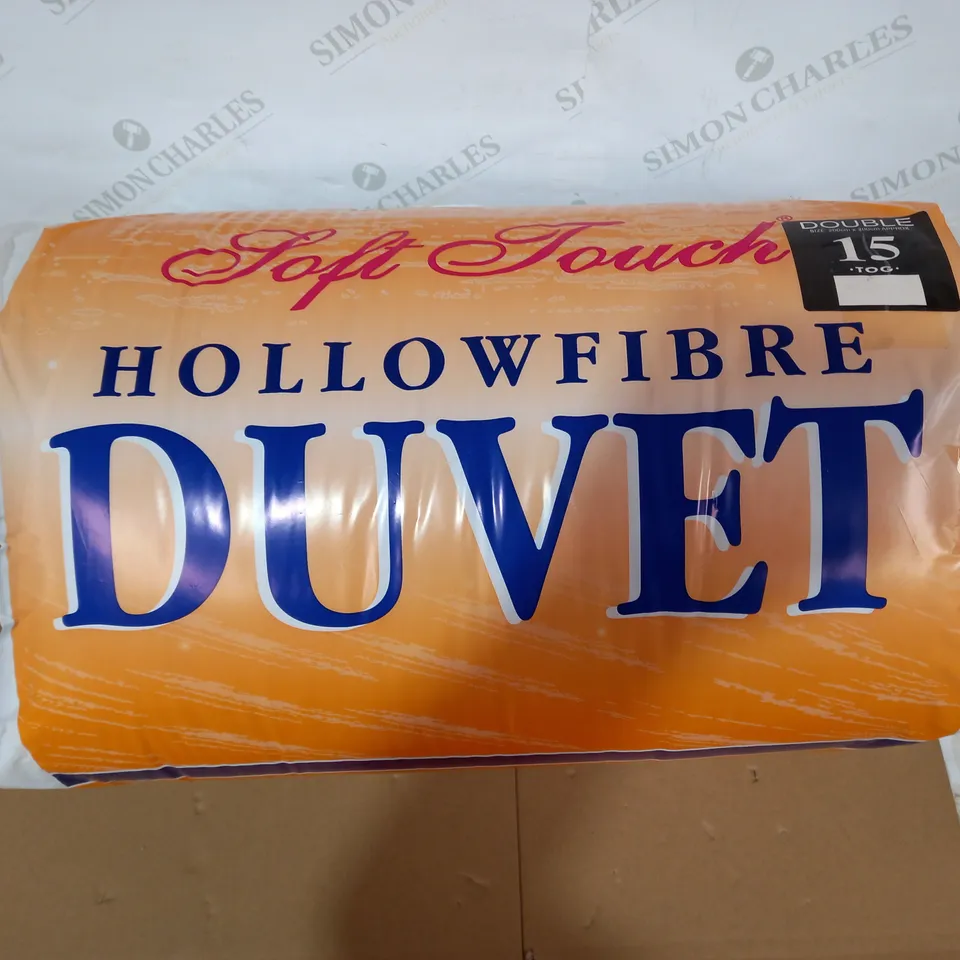 SIMON CHARLES
SIMON CHARLES
SIMON CHARLES
SIMON CHARLES
Soft Touch®
DOUBLE
15
·TOG·
HOLLOWFIBRE
DUVET